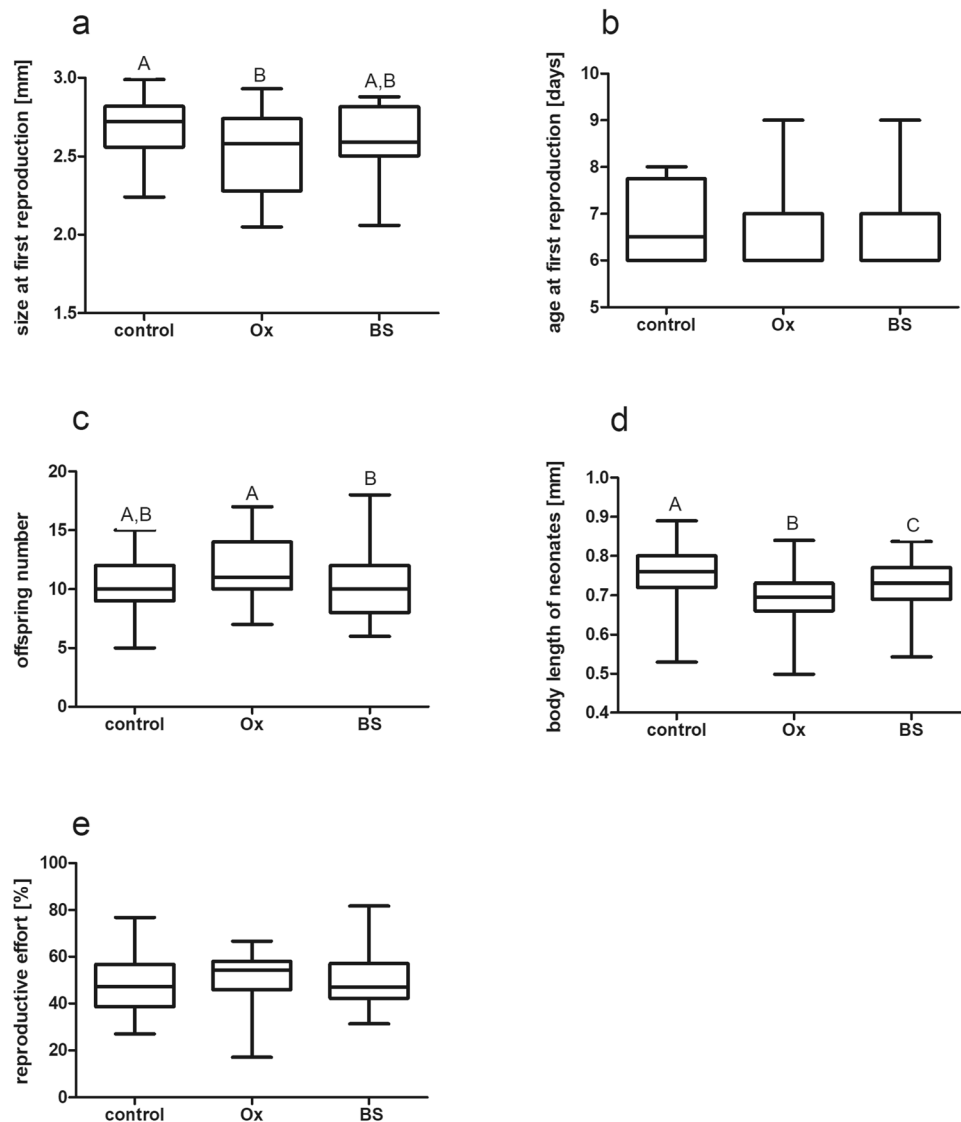 a
size at first reproduction [mm]
3.0
2.5
2.0
1.5
A
B
A,B
control
Ox
BS
b
age at first reproduction [days]
10
9
8
7
6
5
control
Ox
BS
c
offspring number
20
15
10
5
0
A,B
A
B
control
Ox
BS
d
body length of neonates [mm]
1.0
0.9
0.8
0.7
0.6
0.5
0.4
A
B
C
control
Ox
BS
e
reproductive effort [%]
100
80
60
40
20
0
control
Ox
BS